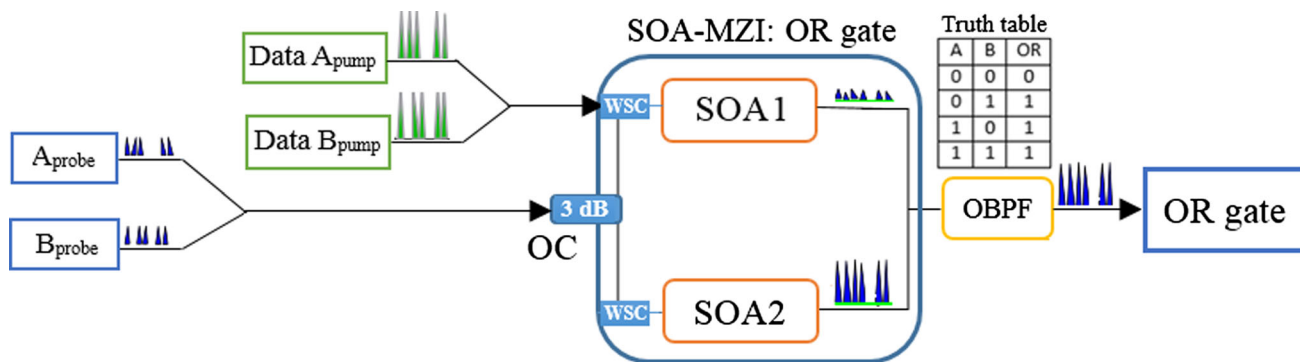 SOA-MZI: OR gate
Truth table
A B OR
0 0 0
0 1 1
1 0 1
1 1 1
Data Apump
Data Bpump
Aprobe
Bprobe
WSC
SOA1
3 dB
OC
WSC
SOA2
OBPF
OR gate